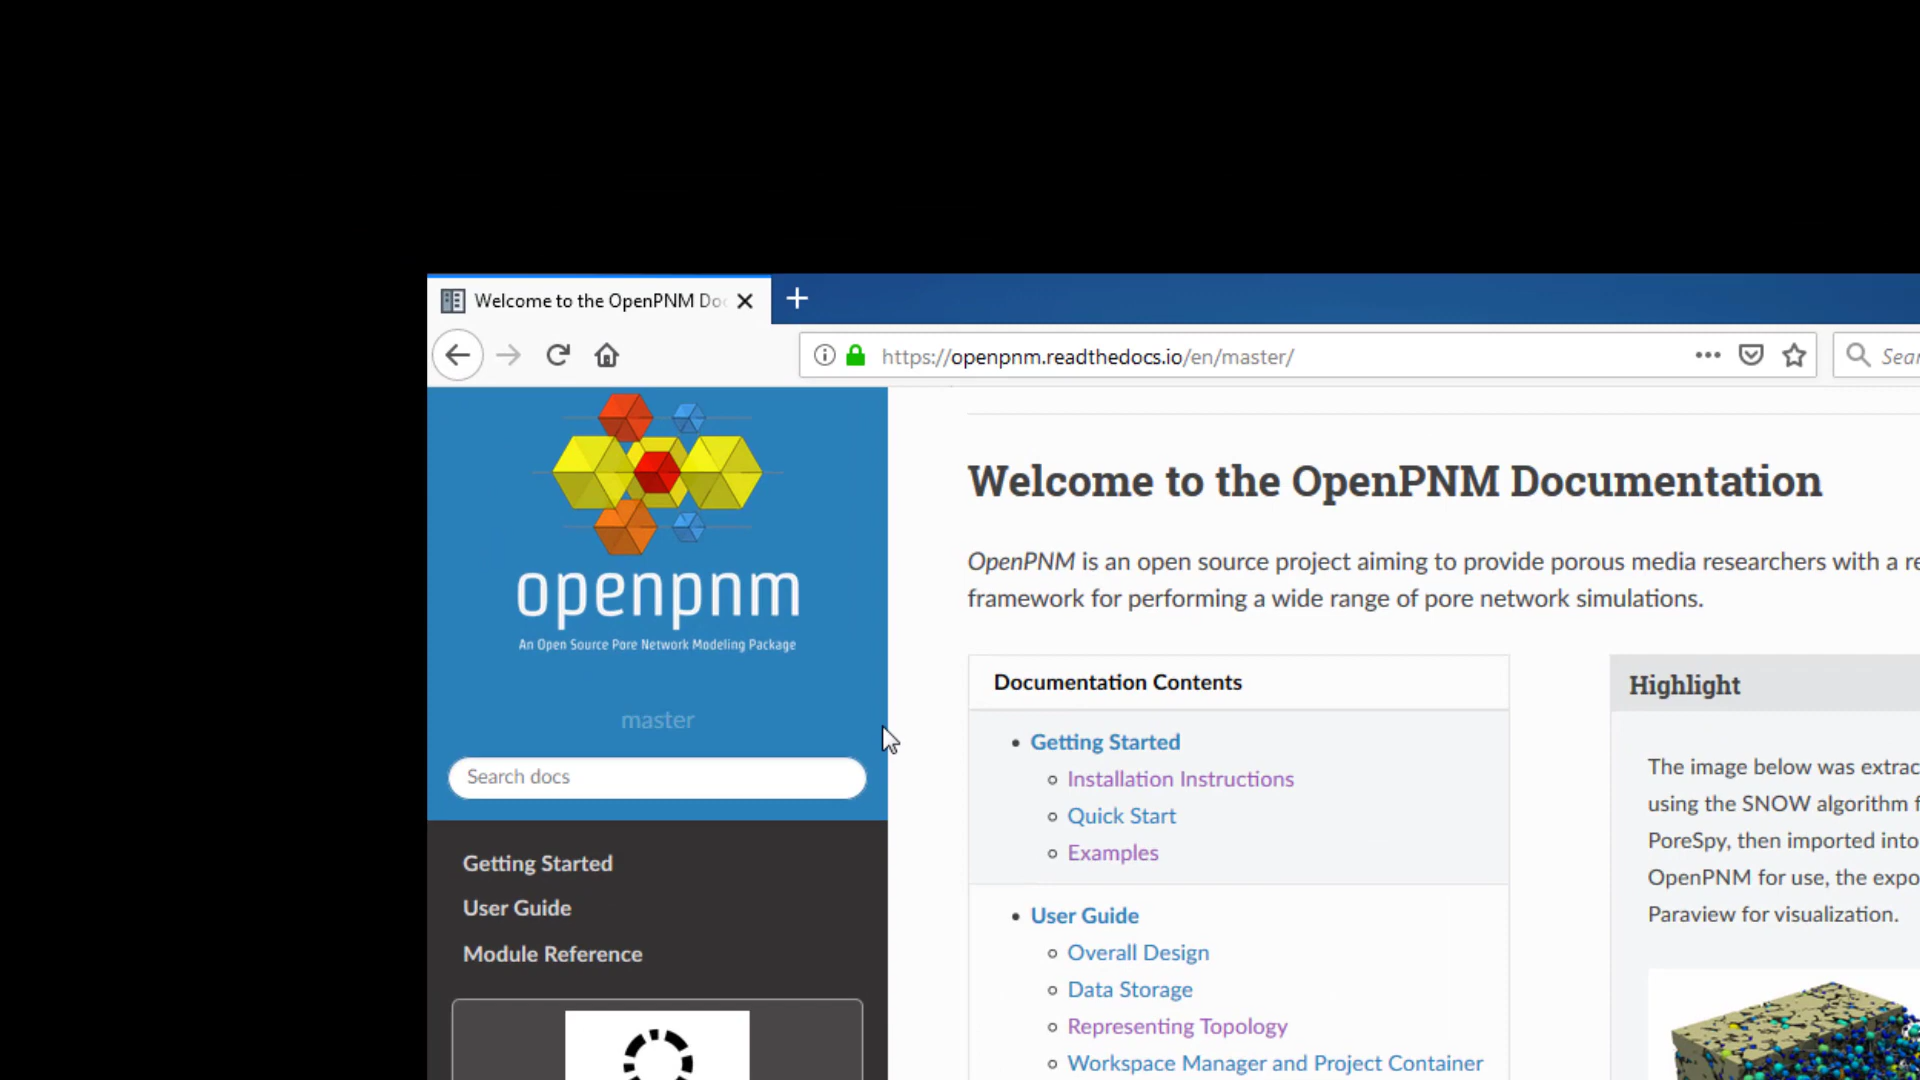 Welcome to the OpenPNM Doc
https://openpnm.readthedocs.io/en/master/
openpnm
An Open Source Pore Network Modeling Package
master
Search docs
Getting Started
User Guide
Module Reference
Welcome to the OpenPNM Documentation
OpenPNM is an open source project aiming to provide porous media researchers with a
framework for performing a wide range of pore network simulations.
Documentation Contents
• Getting Started
Installation Instructions
Quick Start
Examples
• User Guide
Overall Design
Data Storage
Representing Topology
Workspace Manager and Project Container
Highlight
The image below was
using the SNOW algorithm
PoreSpy, then imported into
OpenPNM for use, the
Paraview for visualization.